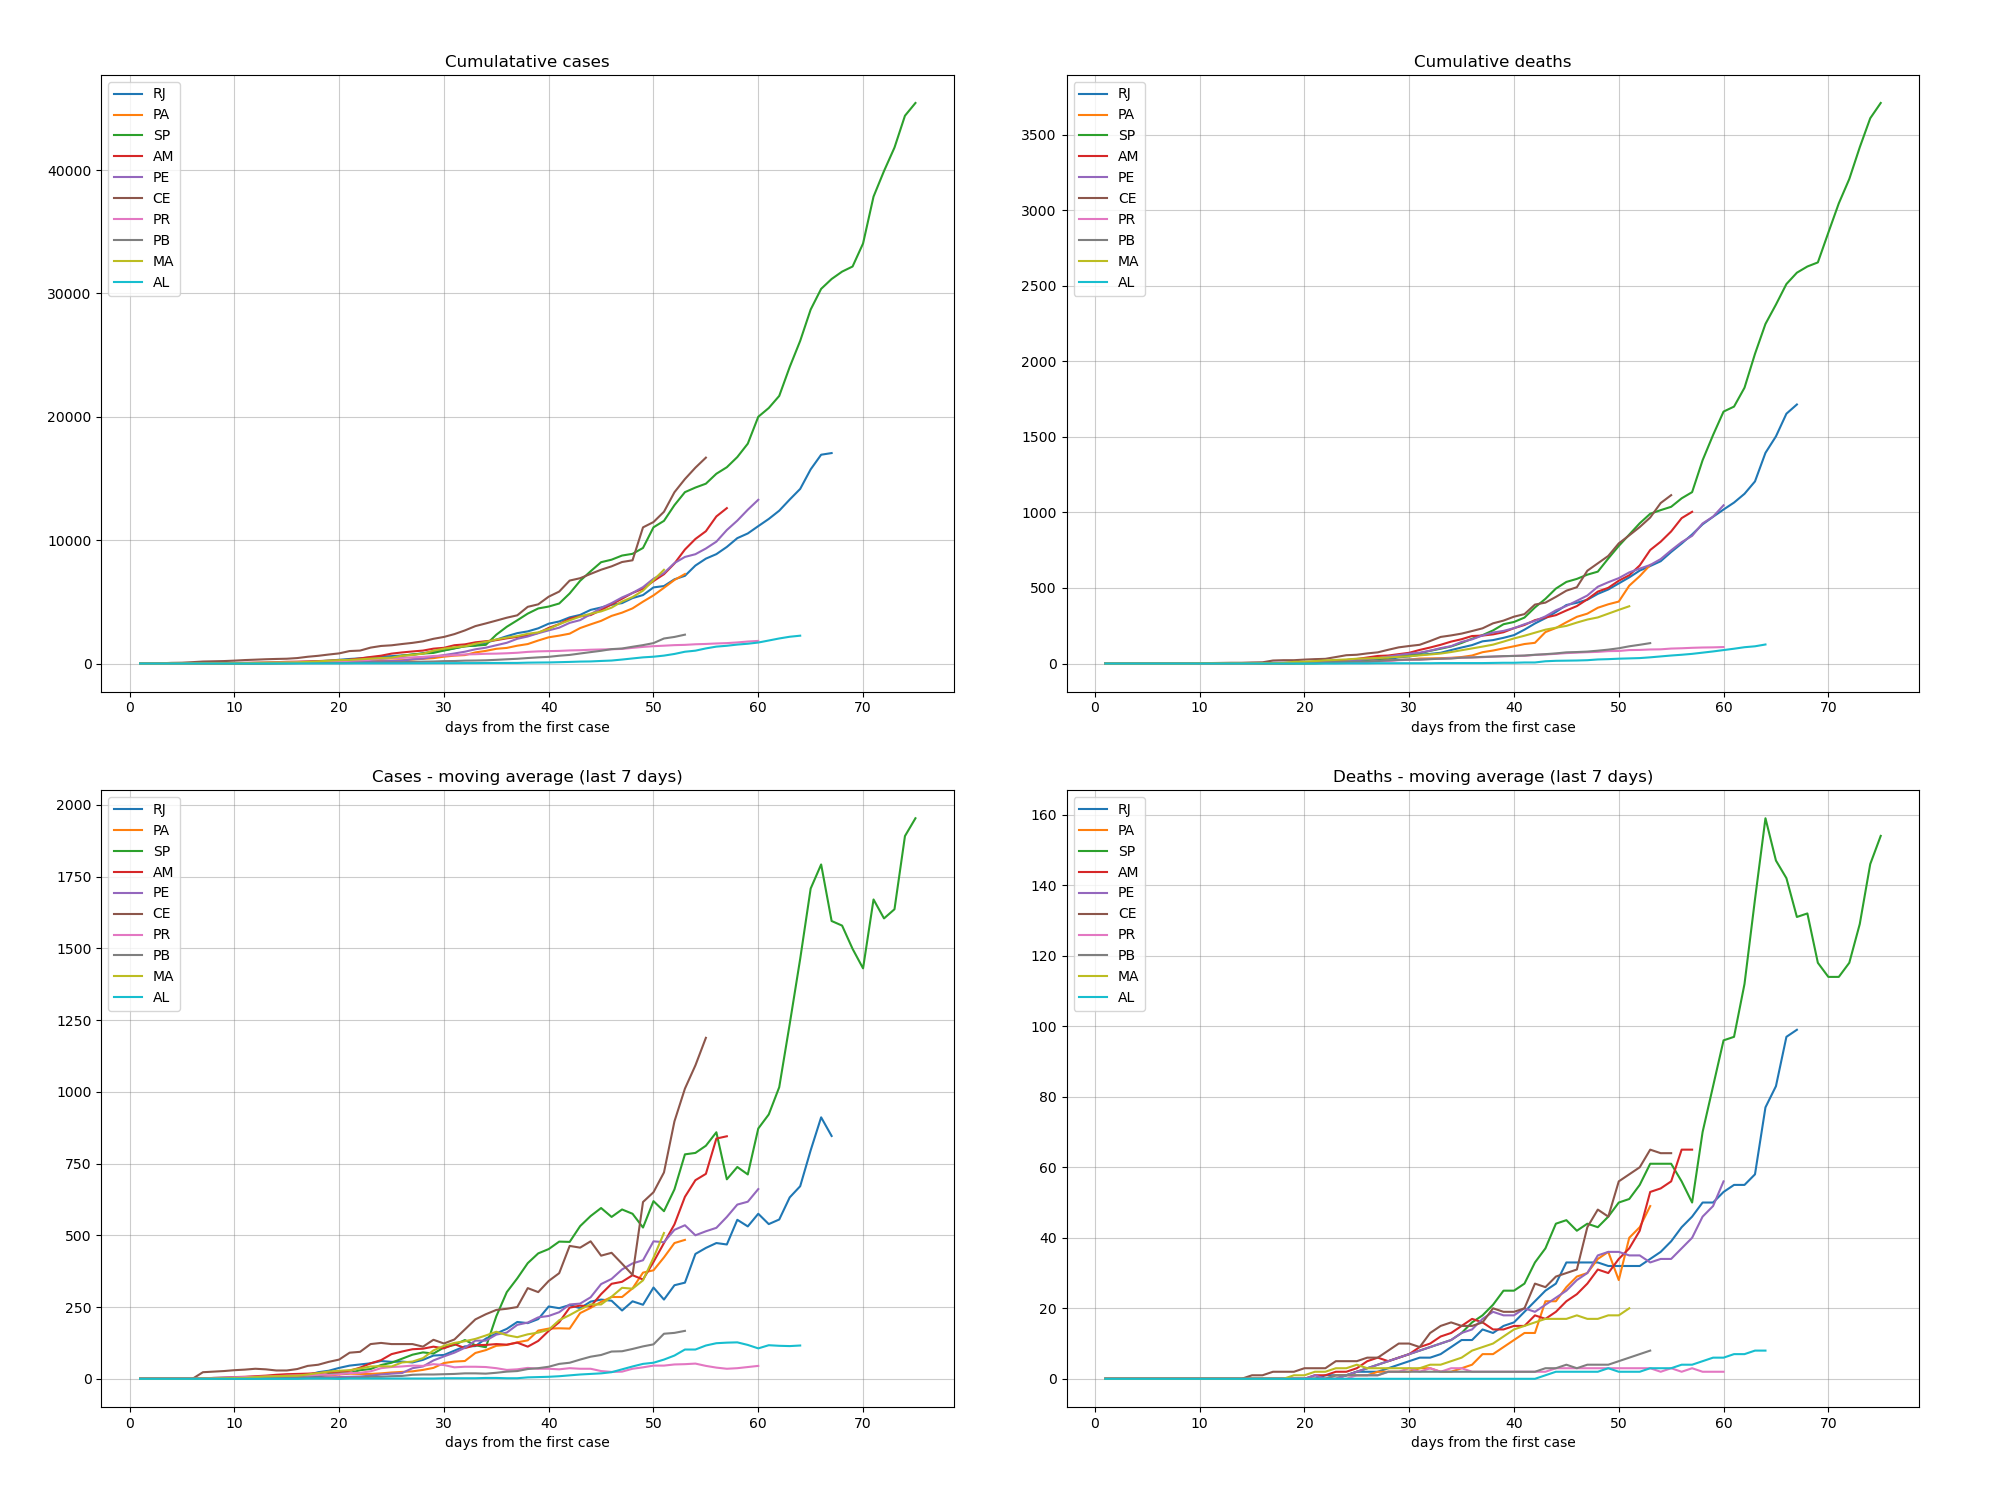 Cumulatative cases
RJ
PA
SP
AM
PE
CE
PR
PB
MA
AL
40000
30000
20000
10000
0
0 10 20 30 40 50 60 70
days from the first case
Cumulative deaths
RJ
PA
SP
AM
PE
CE
PR
PB
MA
AL
3500
3000
2500
2000
1500
1000
500
0
0 10 20 30 40 50 60 70
days from the first case
Cases - moving average (last 7 days)
RJ
PA
SP
AM
PE
CE
PR
PB
MA
AL
2000
1750
1500
1250
1000
750
500
250
0
0 10 20 30 40 50 60 70
days from the first case
Deaths - moving average (last 7 days)
RJ
PA
SP
AM
PE
CE
PR
PB
MA
AL
160
140
120
100
80
60
40
20
0
0 10 20 30 40 50 60 70
days from the first case